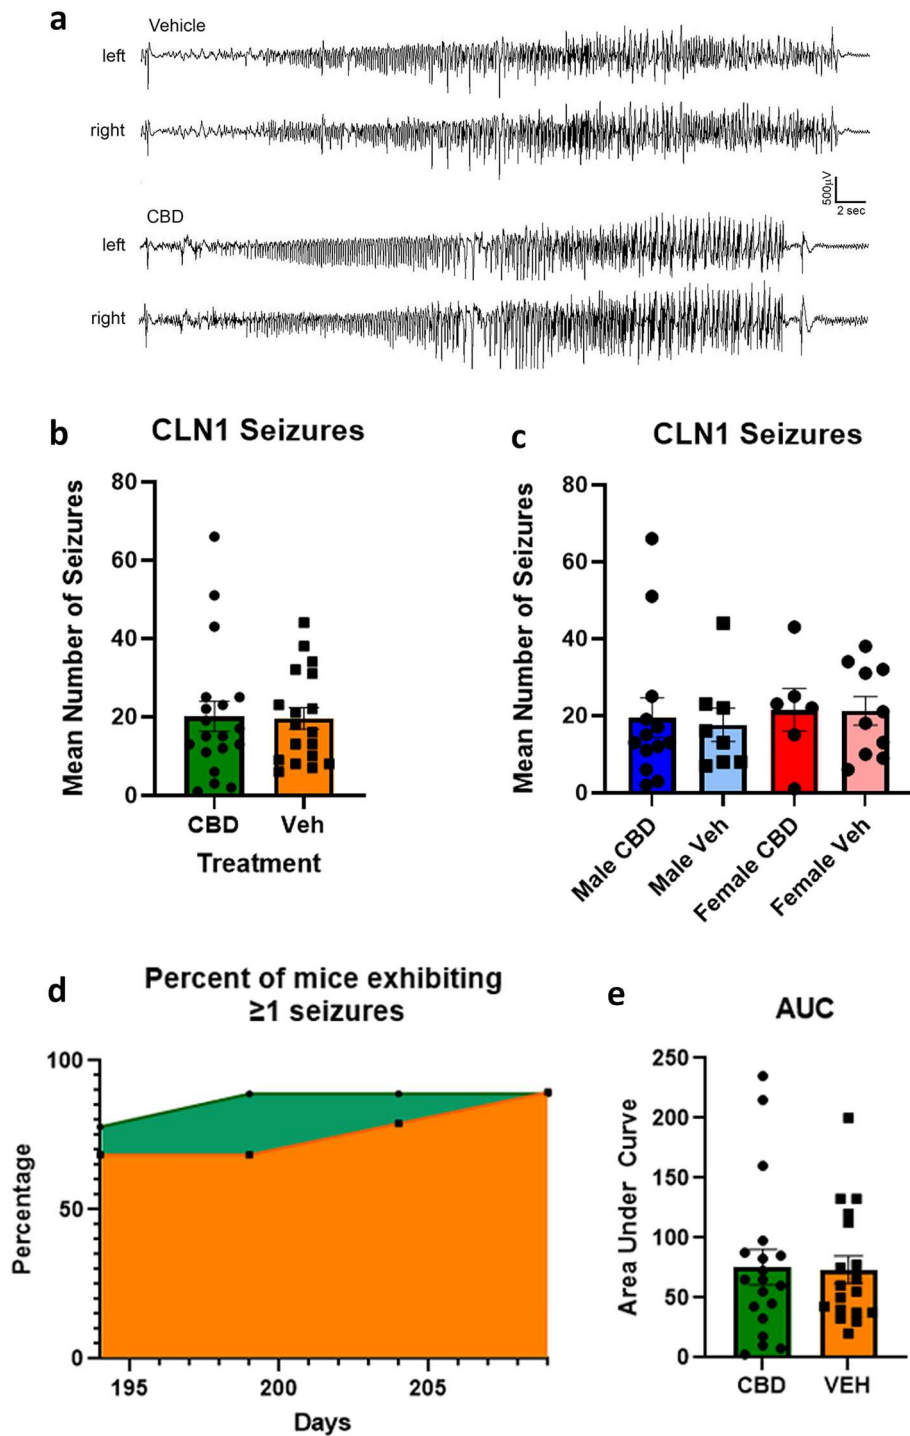 a
Vehicle
left
right
500μV
2 sec
CBD
left
right
b
CLN1 Seizures
Mean Number of Seizures
80
60
40
20
0
CBD
Veh
Treatment
c
CLN1 Seizures
Mean Number of Seizures
80
60
40
20
0
Male CBD
Male Veh
Female CBD
Female Veh
d
Percent of mice exhibiting
≥1 seizures
Percentage
100
50
0
195
200
205
Days
e
AUC
Area Under Curve
250
200
150
100
50
0
CBD
VEH